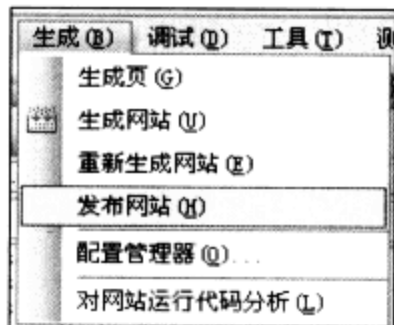 生成(B) 调试(D) 工具(T) 测
生成页(G)
生成网站(U)
重新生成网站(E)
发布网站(H)
配置管理器(O)...
对网站运行代码分析(L)